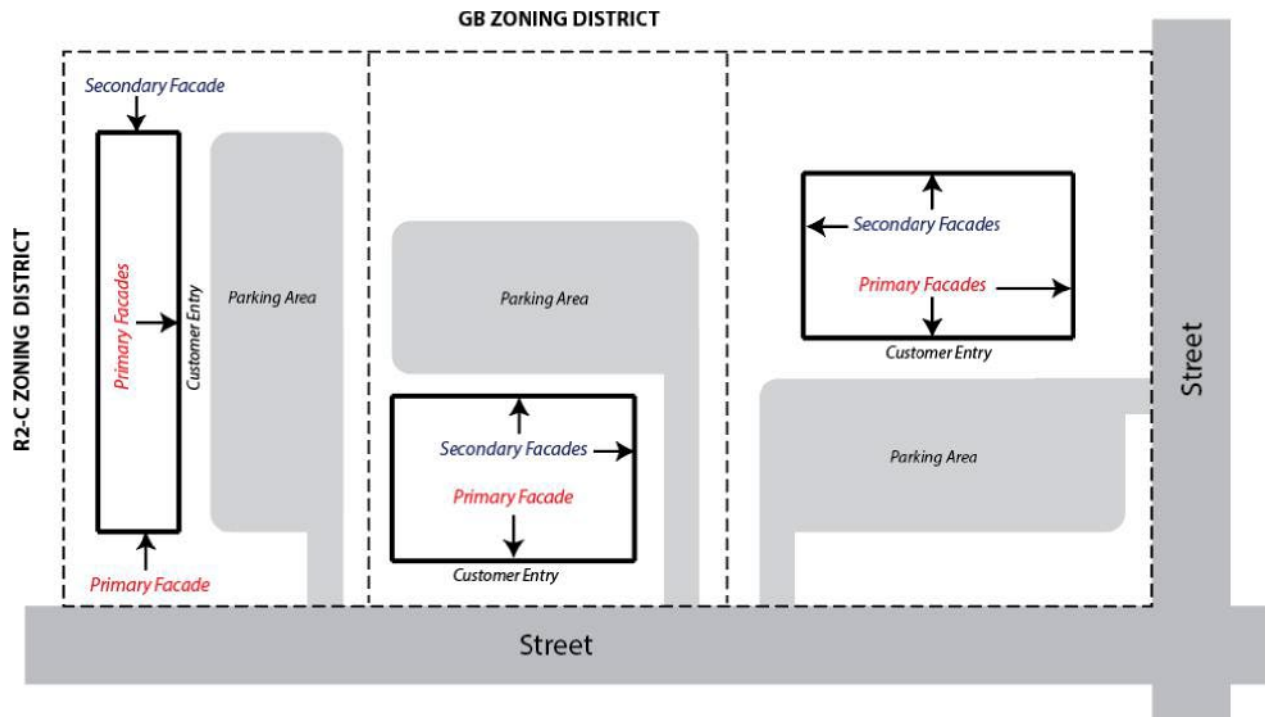 GB ZONING DISTRICT
R2-C ZONING DISTRICT
Secondary Facade
Primary Facades
Customer Entry
Parking Area
Primary Facade
Parking Area
Secondary Facades
Primary Facade
Customer Entry
Secondary Facades
Primary Facades
Customer Entry
Parking Area
Street
Street